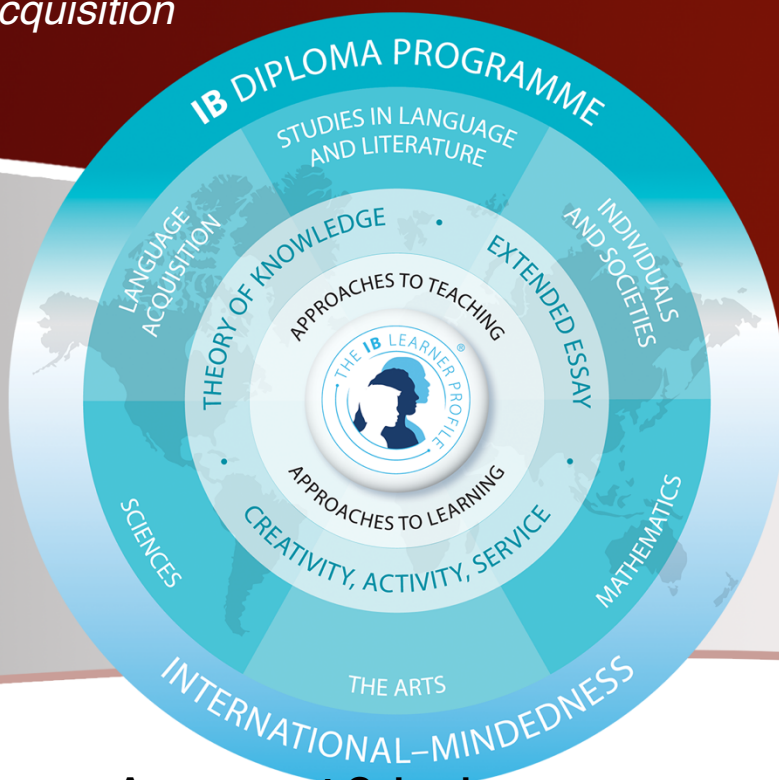 cquisition
IB DIPLOMA PROGRAMME
STUDIES IN LANGUAGE
AND LITERATURE
LANGUAGE
ACQUISITION
INDIVIDUALS
AND SOCIETIES
THEORY OF KNOWLEDGE
•
EXTENDED ESSAY
APPROACHES TO TEACHING
THE IB LEARNER PROFILE®
APPROACHES TO LEARNING
•
•
CREATIVITY, ACTIVITY, SERVICE
SCIENCES
MATHEMATICS
THE ARTS
INTERNATIONAL–MINDEDNESS